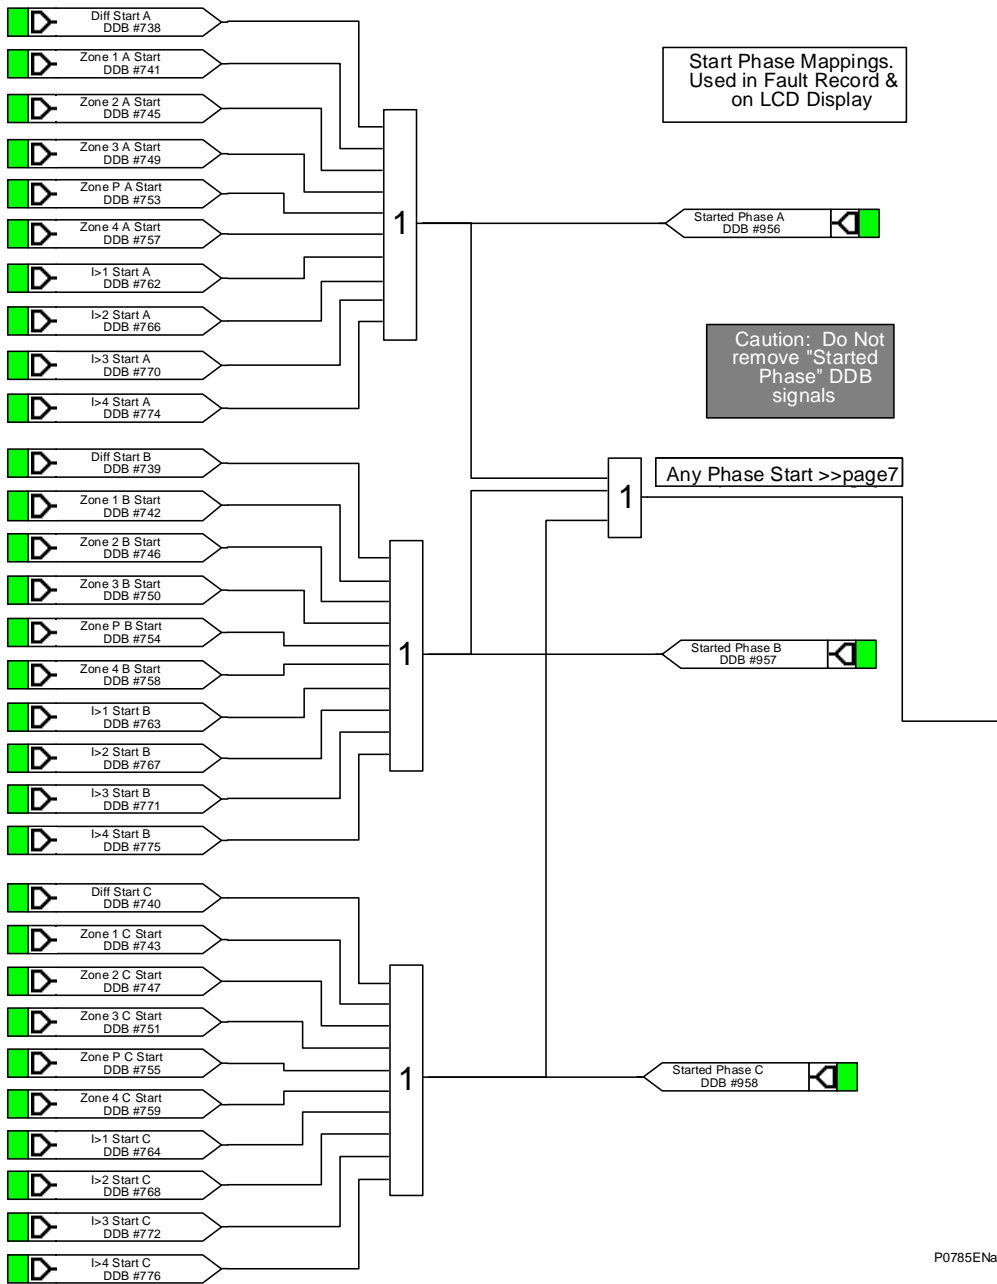 Diff Start A
DDB #738
Zone 1 A Start
DDB #741
Zone 2 A Start
DDB #745
Zone 3 A Start
DDB #749
Zone P A Start
DDB #753
Zone 4 A Start
DDB #757
I>1 Start A
DDB #762
I>2 Start A
DDB #766
I>3 Start A
DDB #770
I>4 Start A
DDB #774
1
Start Phase Mappings.
Used in Fault Record &
on LCD Display
Started Phase A
DDB #956
Caution: Do Not
remove "Started
Phase" DDB
signals
Diff Start B
DDB #739
Zone 1 B Start
DDB #742
Zone 2 B Start
DDB #746
Zone 3 B Start
DDB #750
Zone P B Start
DDB #754
Zone 4 B Start
DDB #758
I>1 Start B
DDB #763
I>2 Start B
DDB #767
I>3 Start B
DDB #771
I>4 Start B
DDB #775
1
1
Any Phase Start >>page7
Started Phase B
DDB #957
Diff Start C
DDB #740
Zone 1 C Start
DDB #743
Zone 2 C Start
DDB #747
Zone 3 C Start
DDB #751
Zone P C Start
DDB #755
Zone 4 C Start
DDB #759
I>1 Start C
DDB #764
I>2 Start C
DDB #768
I>3 Start C
DDB #772
I>4 Start C
DDB #776
1
Started Phase C
DDB #958
P0785ENa